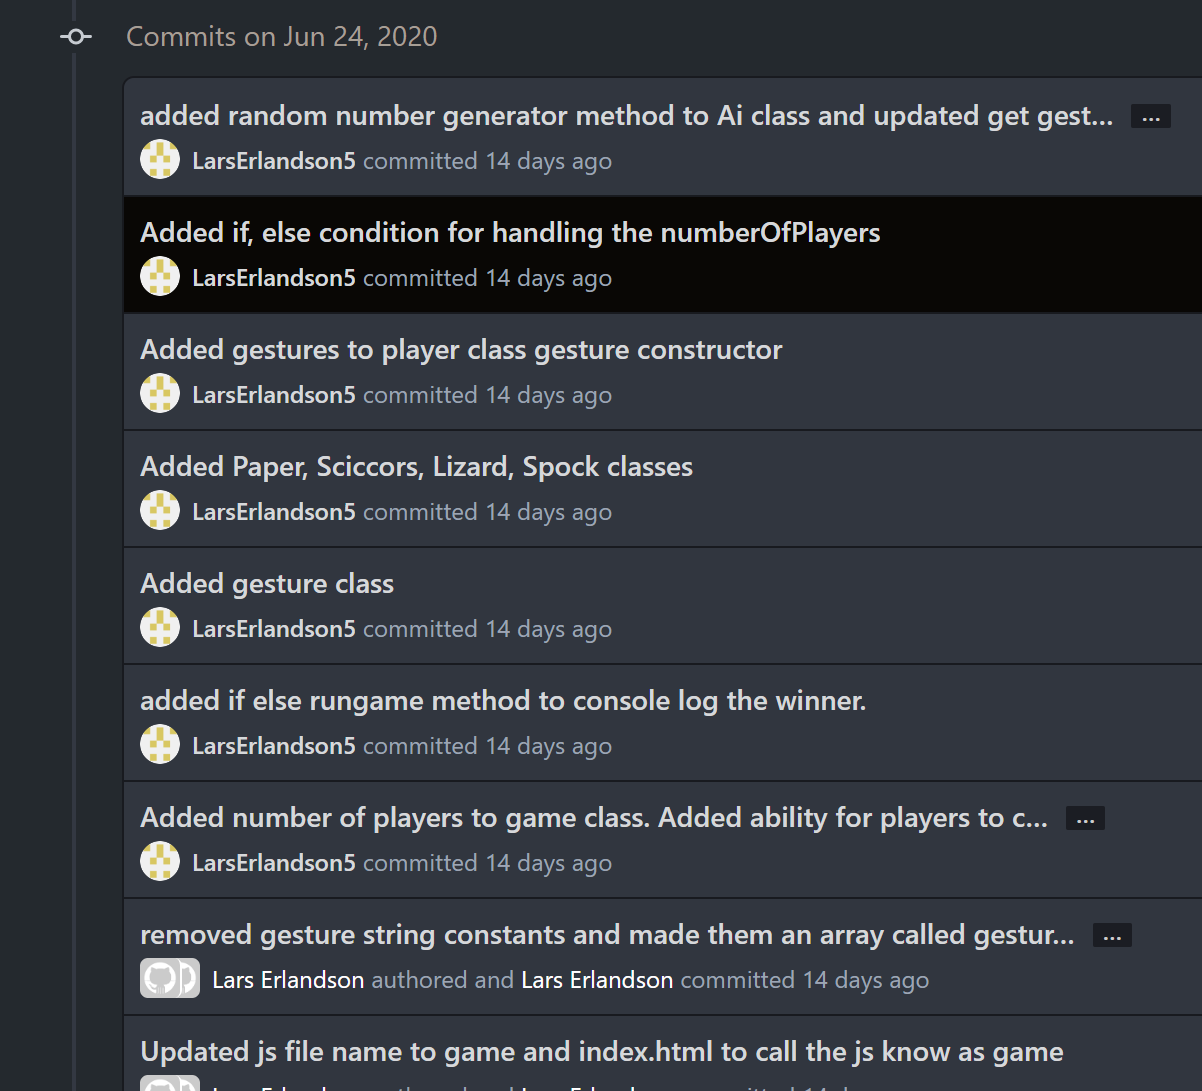 Commits on Jun 24, 2020
added random number generator method to Ai class and updated get gest... ...
LarsErlandson5 committed 14 days ago
Added if, else condition for handling the numberOfPlayers
LarsErlandson5 committed 14 days ago
Added gestures to player class gesture constructor
LarsErlandson5 committed 14 days ago
Added Paper, Sciccors, Lizard, Spock classes
LarsErlandson5 committed 14 days ago
Added gesture class
LarsErlandson5 committed 14 days ago
added if else rungame method to console log the winner.
LarsErlandson5 committed 14 days ago
Added number of players to game class. Added ability for players to c... ...
LarsErlandson5 committed 14 days ago
removed gesture string constants and made them an array called gestur... ...
Lars Erlandson authored and Lars Erlandson committed 14 days ago
Updated js file name to game and index.html to call the js know as game